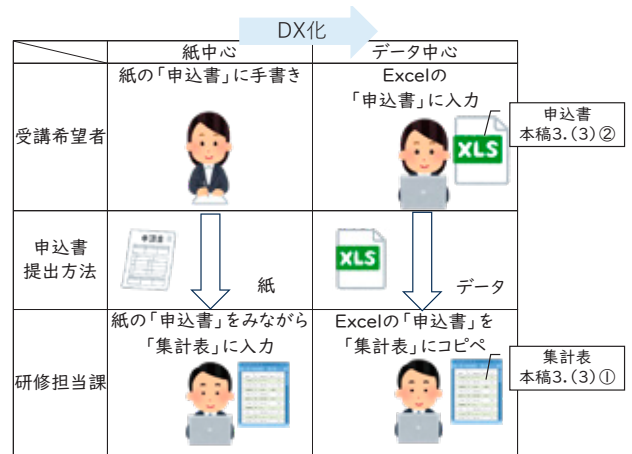 DX化
紙中心
データ中心
受講希望者
紙の「申込書」に手書き
Excelの
「申込書」に入力
XLS
申込書
本稿3.(3)②
申込書
提出方法
紙
XLS
データ
研修担当課
紙の「申込書」をみながら
「集計表」に入力
Excelの「申込書」を
「集計表」にコピペ
集計表
本稿3.(3)①